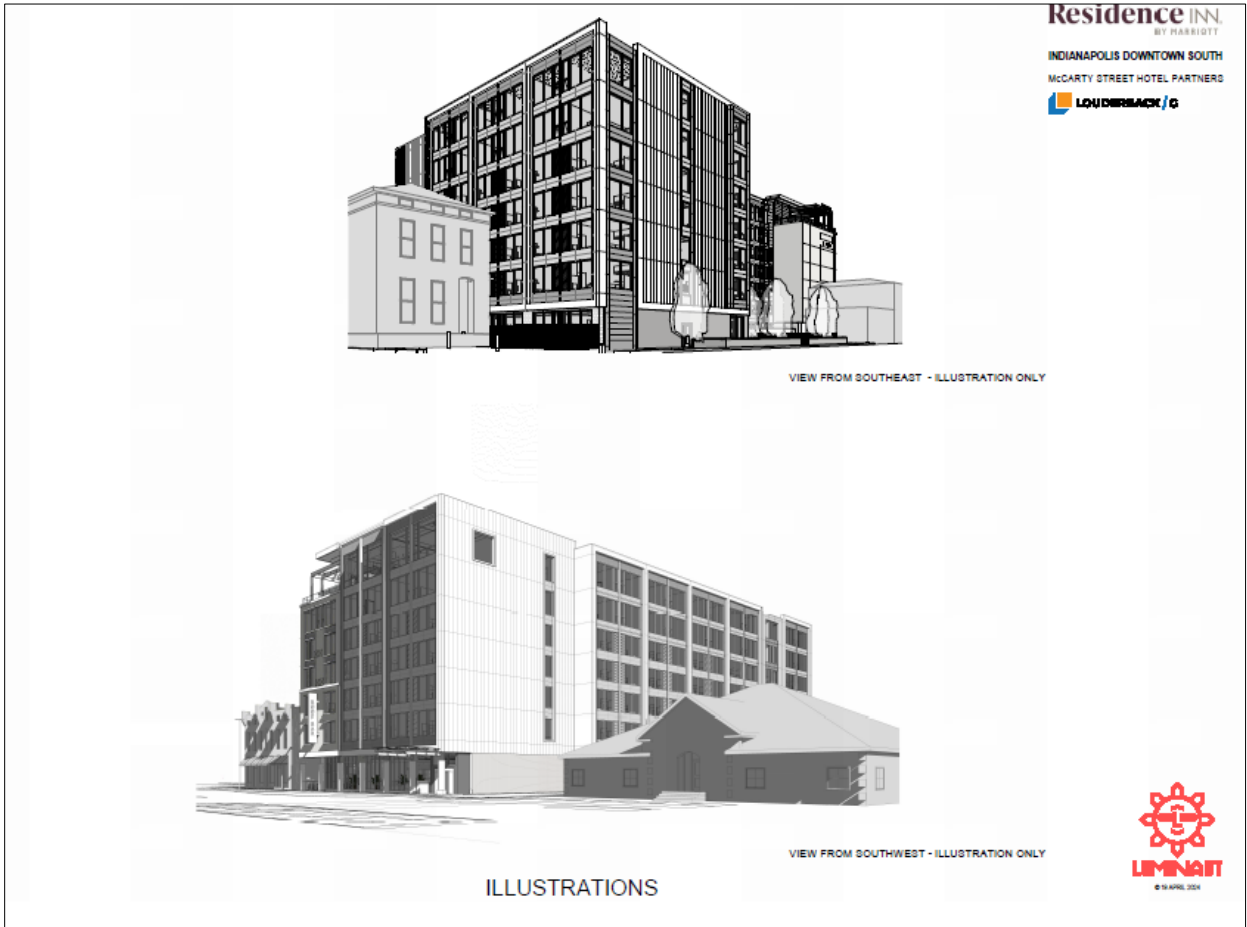 Residence INN.
BY MARRIOTT
INDIANAPOLIS DOWNTOWN SOUTH
McCARTY STREET HOTEL PARTNERS
VIEW FROM SOUTHEAST - ILLUSTRATION ONLY
VIEW FROM SOUTHWEST - ILLUSTRATION ONLY
LUMINAUT
ILLUSTRATIONS